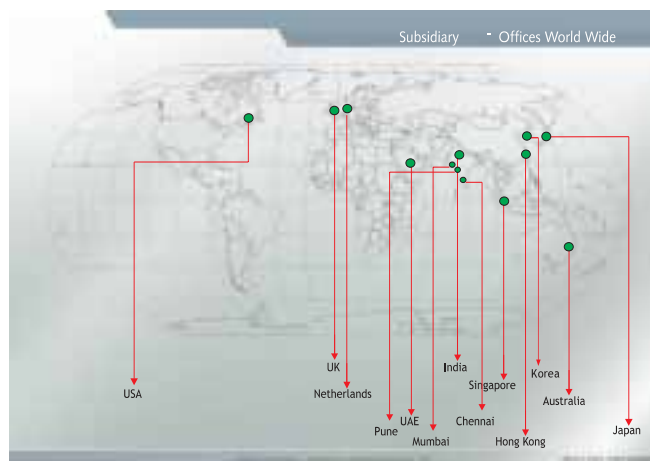 Subsidiary - Offices World Wide
USA
UK
Netherlands
Pune
UAE
Mumbai
India
Chennai
Singapore
Hong Kong
Korea
Australia
Japan